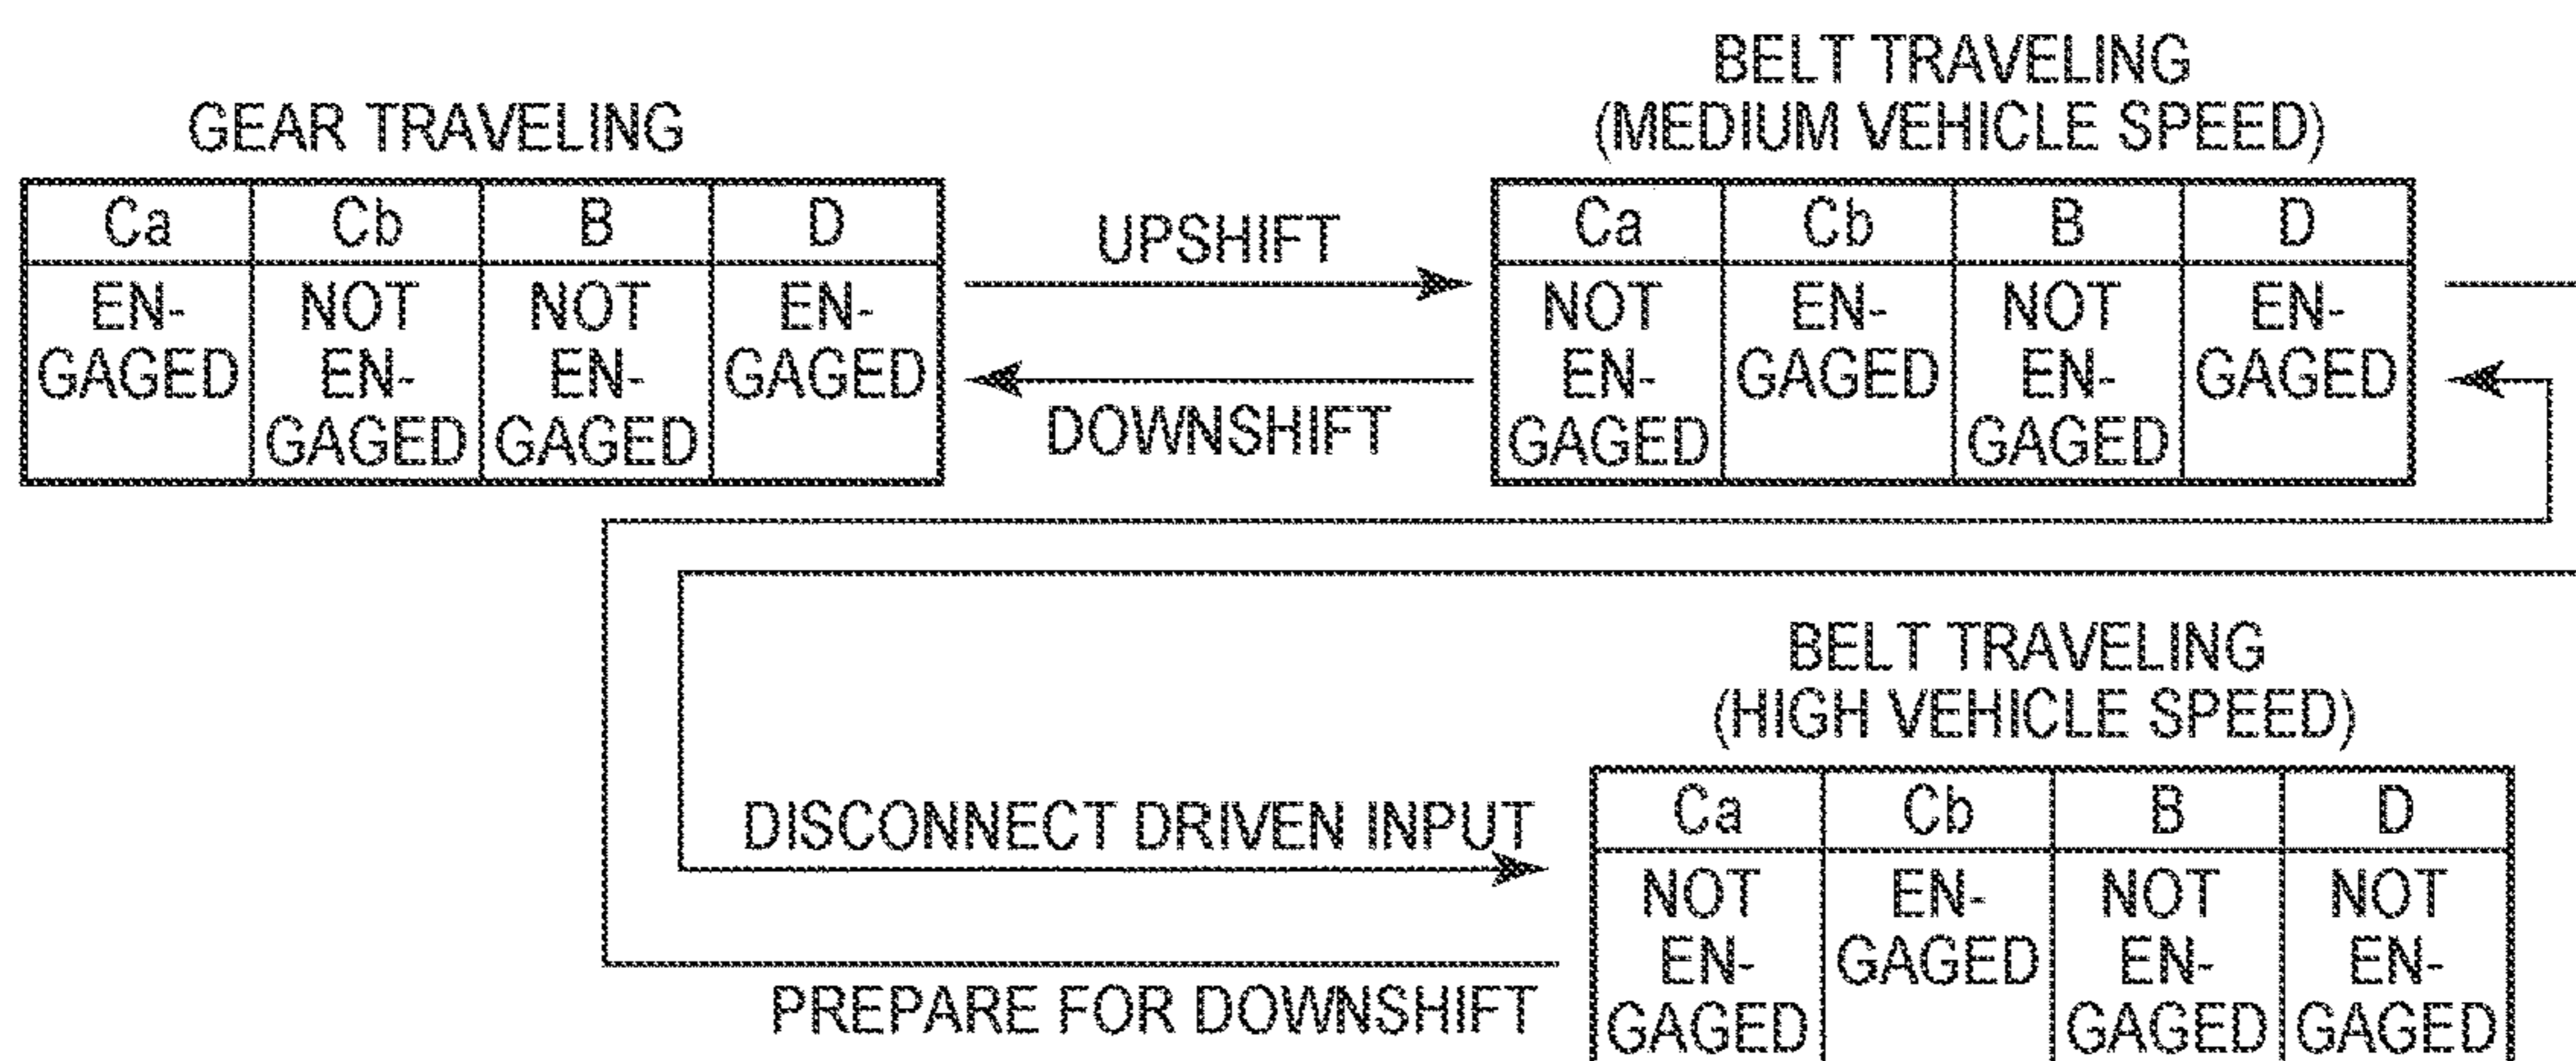 GEAR TRAVELING
Ca Cb B D
EN- NOT NOT EN-
GAGED EN- EN- GAGED
GAGED GAGED
UPSHIFT
DOWNSHIFT
BELT TRAVELING
(MEDIUM VEHICLE SPEED)
Ca Cb B D
NOT EN- NOT EN-
EN- GAGED EN- GAGED
GAGED GAGED
DISCONNECT DRIVEN INPUT
PREPARE FOR DOWNSHIFT
BELT TRAVELING
(HIGH VEHICLE SPEED)
Ca Cb B D
NOT EN- NOT NOT
EN- GAGED EN- EN-
GAGED GAGED GAGED